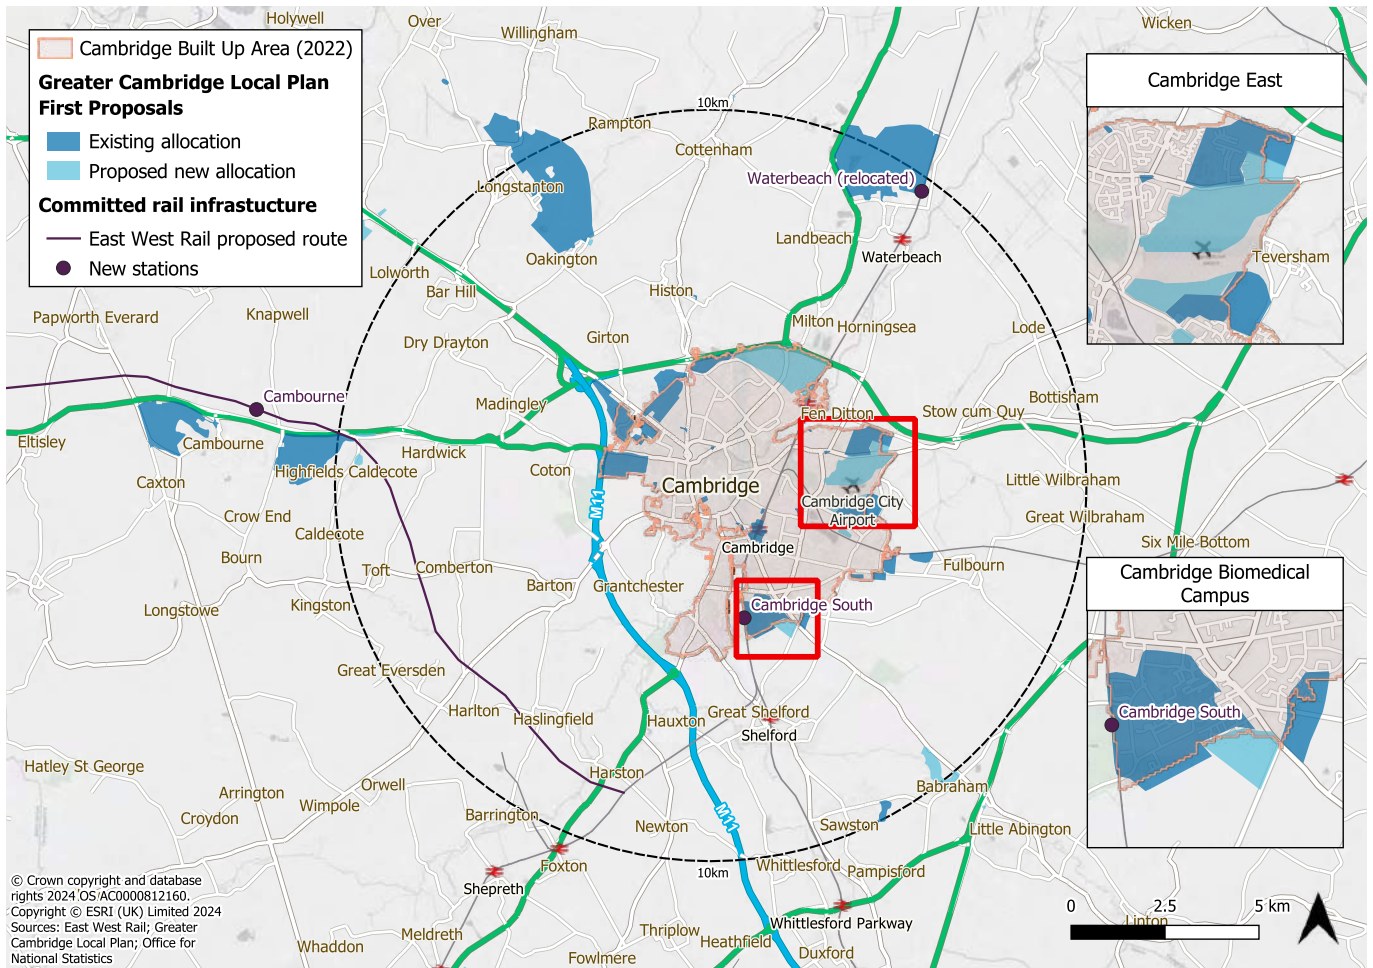 Cambridge Built Up Area (2022)
Greater Cambridge Local Plan
First Proposals
Existing allocation
Proposed new allocation
Committed rail infrastucture
East West Rail proposed route
New stations
Holywell
Over
Willingham
Wicken
10km
Rampton
Cottenham
Longstanton
Waterbeach (relocated)
Oakington
Landbeach
Waterbeach
Lolworth
Bar Hill
Histon
Papworth Everard
Knapwell
Dry Drayton
Girton
Milton
Horningsea
Lode
Cambourne
Madingley
Fen Ditton
Stow cum Quy
Bottisham
Eltisley
Cambourne
Hardwick
Highfields Caldecote
Coton
Caxton
Cambridge
Little Wilbraham
M11
Cambridge City
Airport
Crow End
Great Wilbraham
Caldecote
Six Mile Bottom
Bourn
Cambridge
Toft
Comberton
Barton
Grantchester
Fulbourn
Longstowe
Kingston
Cambridge South
Great Eversden
Harlton
Haslingfield
Hauxton
Great Shelford
Shelford
Hatley St George
Harston
Orwell
Arrington
Wimpole
Croydon
Barrington
Babraham
M11
Newton
Sawston
Little Abington
Foxton
10km
Whittlesford
Pampisford
Shepreth
Whittlesford Parkway
Linton
Whaddon
Meldreth
Thriplow
Heathfield
Fowlmere
Duxford
Cambridge East
Teversham
Cambridge Biomedical
Campus
Cambridge South
0
2.5
5 km
© Crown copyright and database
rights 2024 OS AC0000812160.
Copyright © ESRI (UK) Limited 2024
Sources: East West Rail; Greater
Cambridge Local Plan; Office for
National Statistics